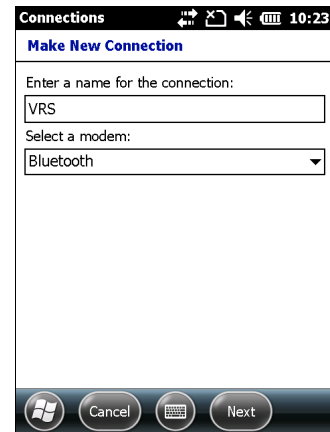 Connections 10:23
Make New Connection
Enter a name for the connection:
VRS
Select a modem:
Bluetooth
Cancel Next